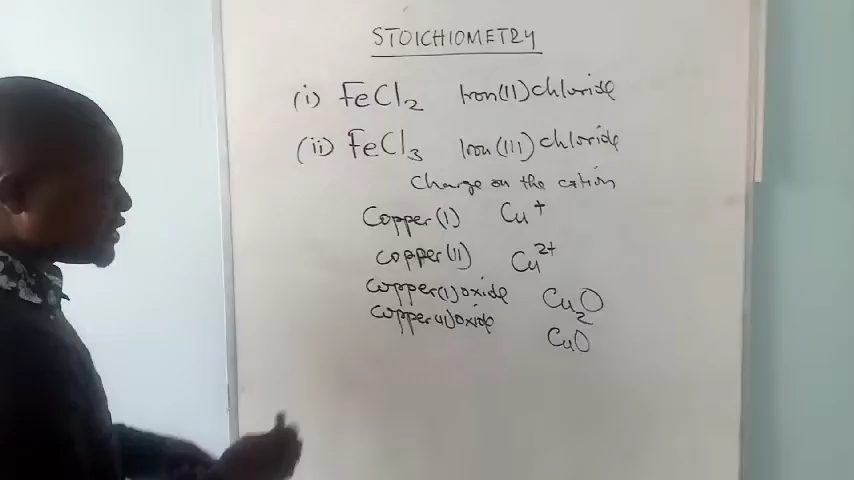 STOICHIOMETRY
(i) FeCl₂ Iron(II) chloride
(ii) FeCl₃ Iron(III) chloride
Charge on the cation
Copper(I) Cu⁺
Copper(II) Cu²⁺
Copper(I) oxide Cu₂O
Copper(II) oxide CuO